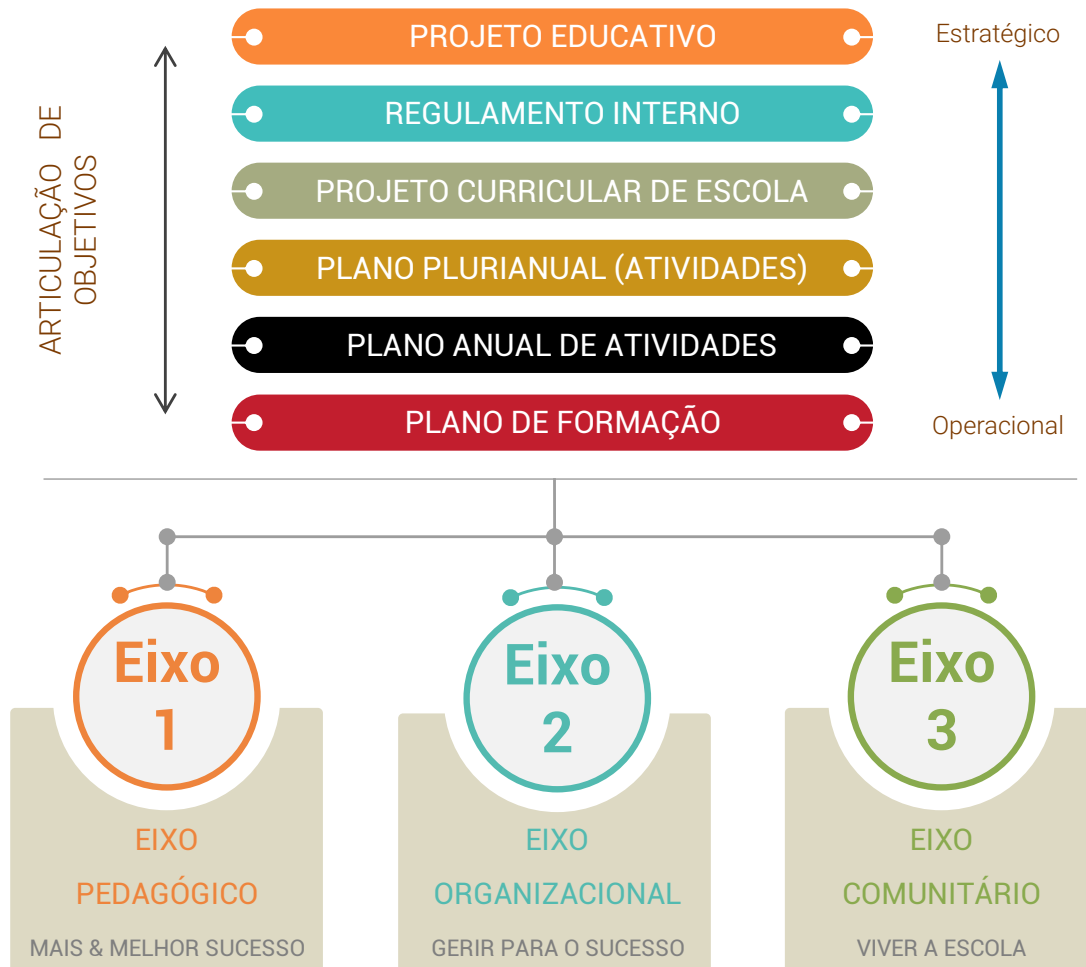 PROJETO EDUCATIVO
Estratégico
REGULAMENTO INTERNO
PROJETO CURRICULAR DE ESCOLA
ARTICULAÇÃO DE
OBJETIVOS
PLANO PLURIANUAL (ATIVIDADES)
PLANO ANUAL DE ATIVIDADES
PLANO DE FORMAÇÃO
Operacional
Eixo
1
EIXO
PEDAGÓGICO
MAIS & MELHOR SUCESSO
Eixo
2
EIXO
ORGANIZACIONAL
GERIR PARA O SUCESSO
Eixo
3
EIXO
COMUNITÁRIO
VIVER A ESCOLA